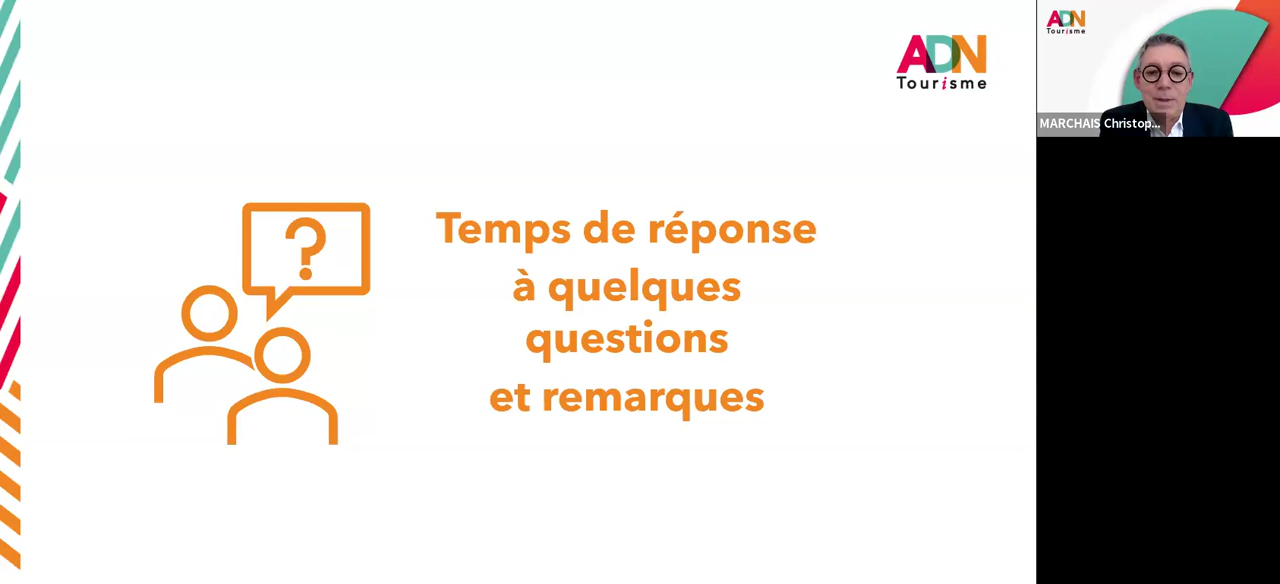 ADN
Tourisme
?
Temps de réponse
à quelques
questions
et remarques
ADN
Tourisme
MARCHAIS Christop...